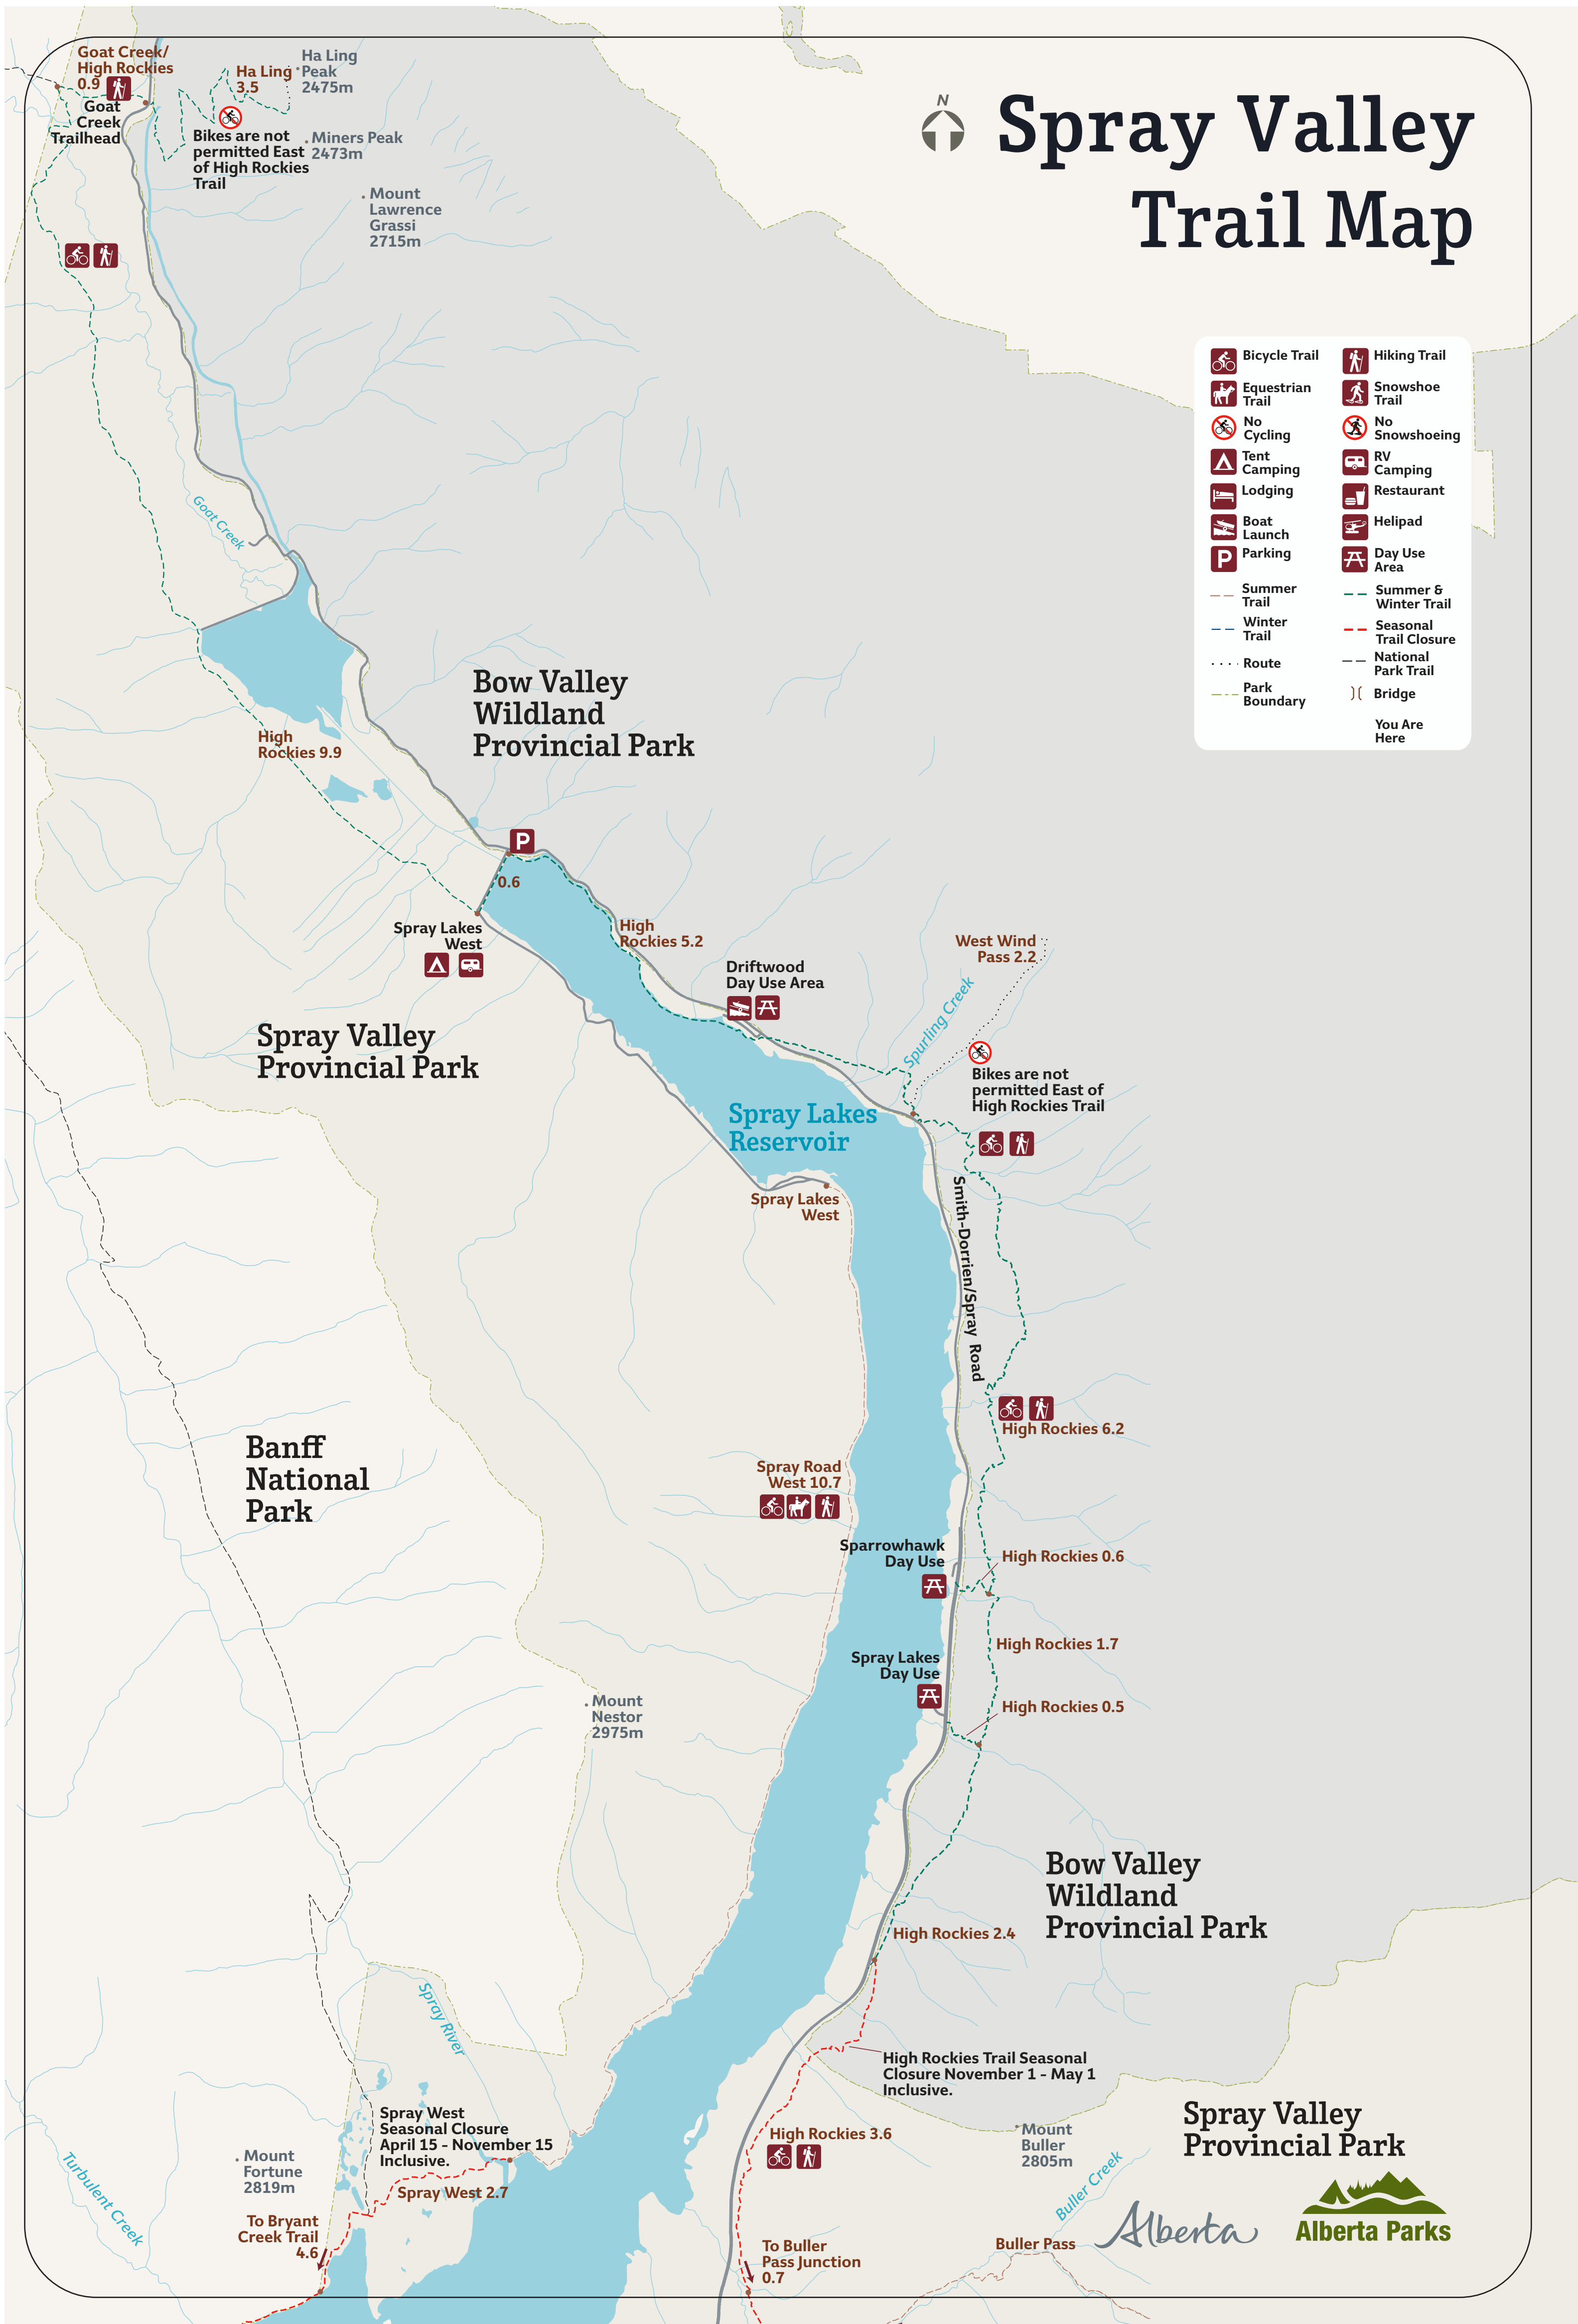 Spray Valley
Trail Map
N
Goat Creek/
High Rockies
0.9
Goat
Creek
Trailhead
Ha Ling
3.5
Ha Ling
Peak
2475m
Bikes are not
permitted East
of High Rockies
Trail
Miners Peak
2473m
Mount
Lawrence
Grassi
2715m
Bicycle Trail
Hiking Trail
Equestrian
Trail
Snowshoe
Trail
No
Cycling
No
Snowshoeing
Tent
Camping
RV
Camping
Lodging
Restaurant
Boat
Launch
Helipad
P
Parking
Day Use
Area
Summer
Trail
Summer &
Winter Trail
Winter
Trail
Seasonal
Trail Closure
Route
National
Park Trail
Park
Boundary
Bridge
You Are
Here
Goat Creek
Bow Valley
Wildland
Provincial Park
High
Rockies 9.9
P
0.6
Spray Lakes
West
High
Rockies 5.2
Driftwood
Day Use Area
West Wind
Pass 2.2
Spurling Creek
Bikes are not
permitted East of
High Rockies Trail
Spray Valley
Provincial Park
Spray Lakes
Reservoir
Spray Lakes
West
Smith-Dorrien/Spray Road
High Rockies 6.2
Banff
National
Park
Spray Road
West 10.7
Sparrowhawk
Day Use
High Rockies 0.6
High Rockies 1.7
Spray Lakes
Day Use
High Rockies 0.5
Mount
Nestor
2975m
Bow Valley
Wildland
Provincial Park
High Rockies 2.4
Spray River
High Rockies Trail Seasonal
Closure November 1 - May 1
Inclusive.
Spray West
Seasonal Closure
April 15 - November 15
Inclusive.
High Rockies 3.6
Mount
Buller
2805m
Spray Valley
Provincial Park
Mount
Fortune
2819m
Turbulent Creek
Spray West 2.7
Buller Creek
To Bryant
Creek Trail
4.6
To Buller
Pass Junction
0.7
Buller Pass
Alberta
Alberta Parks